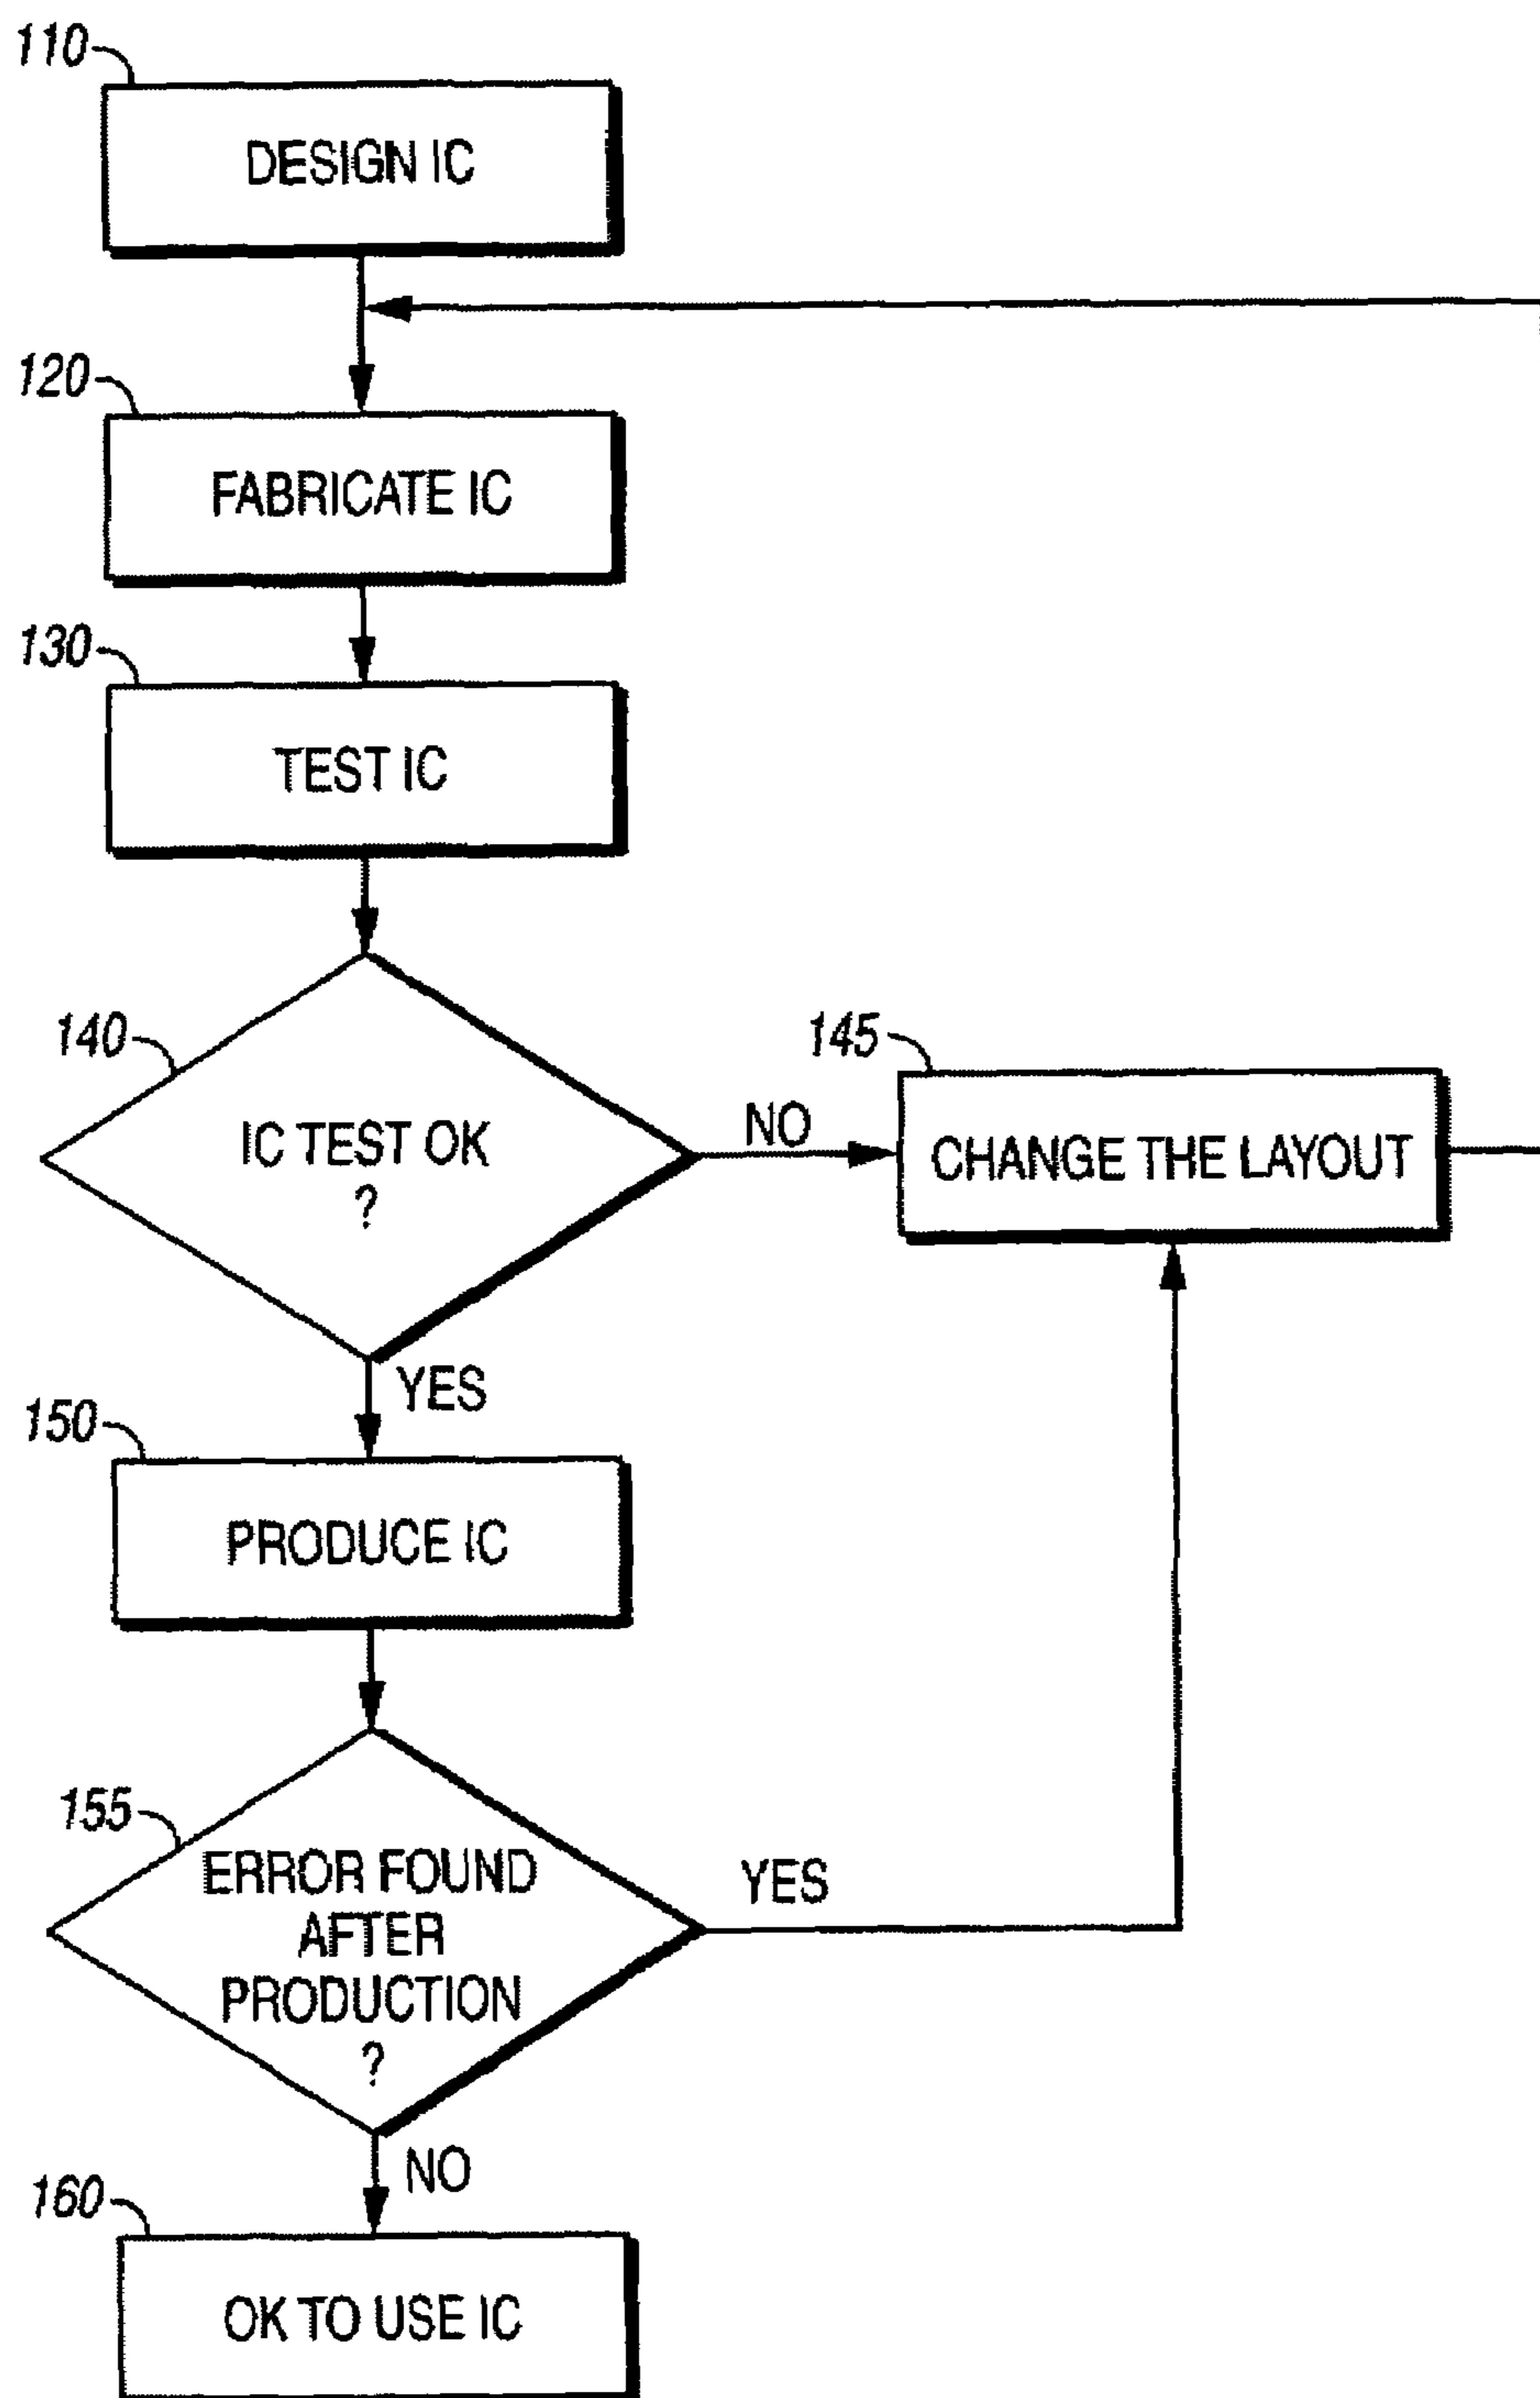 110
DESIGN IC
120
FABRICATE IC
130
TEST IC
140
IC TEST OK
?
NO
145
CHANGE THE LAYOUT
YES
150
PRODUCE IC
155
ERROR FOUND
AFTER
PRODUCTION
?
YES
NO
160
OK TO USE IC